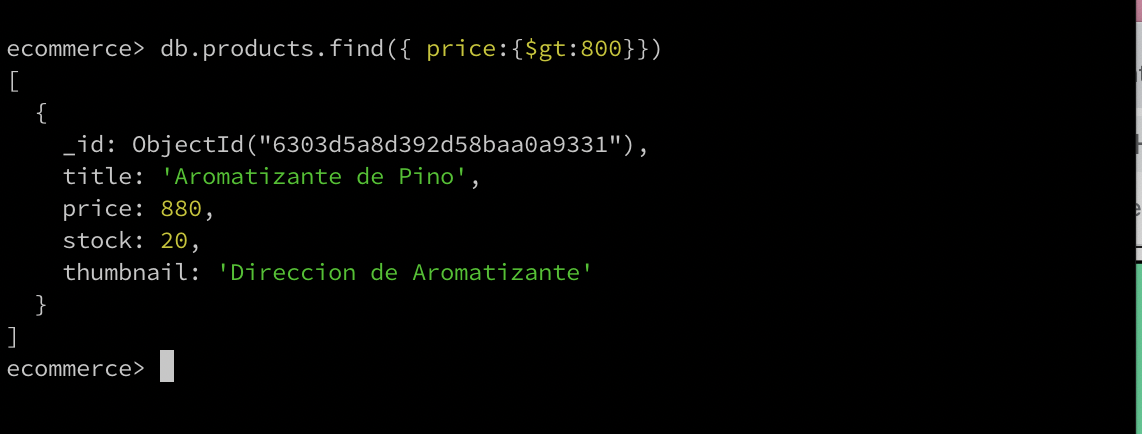 ecommerce> db.products.find({ price:{$gt:800}})
[
  {
    _id: ObjectId("6303d5a8d392d58baa0a9331"),
    title: 'Aromatizante de Pino',
    price: 880,
    stock: 20,
    thumbnail: 'Direccion de Aromatizante'
  }
]
ecommerce>